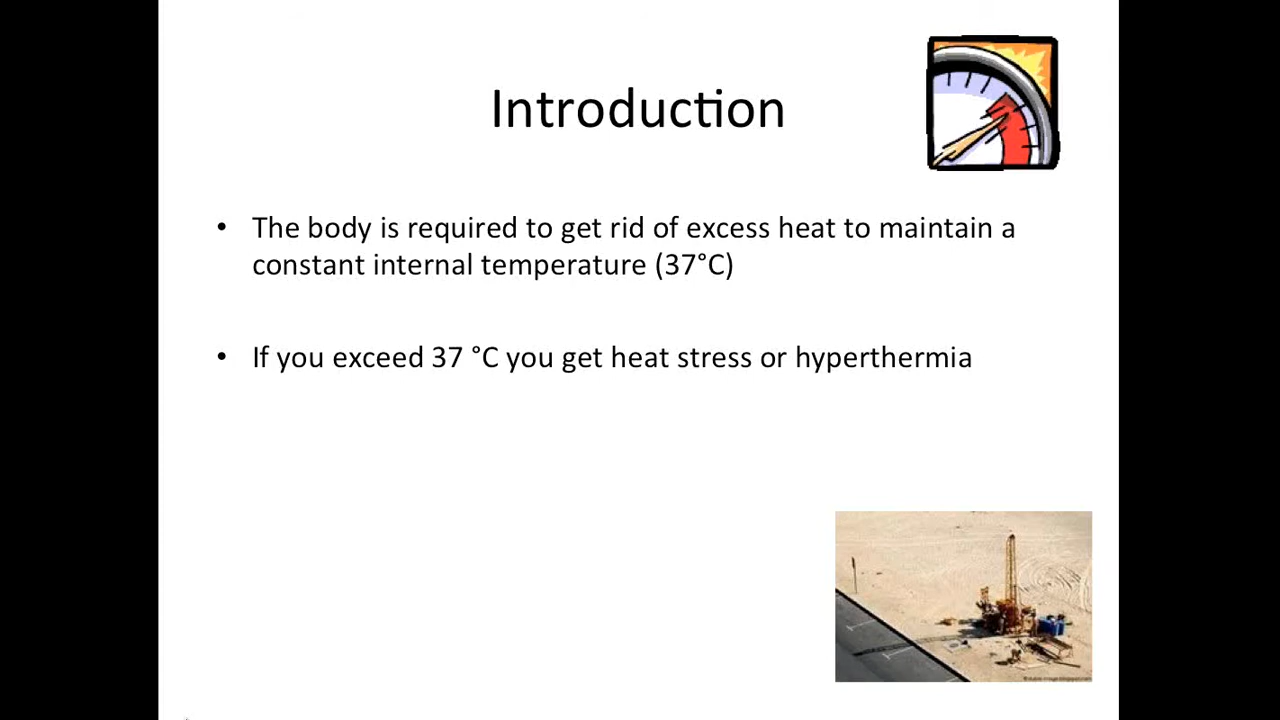 Introduction
• The body is required to get rid of excess heat to maintain a
constant internal temperature (37°C)
• If you exceed 37 °C you get heat stress or hyperthermia